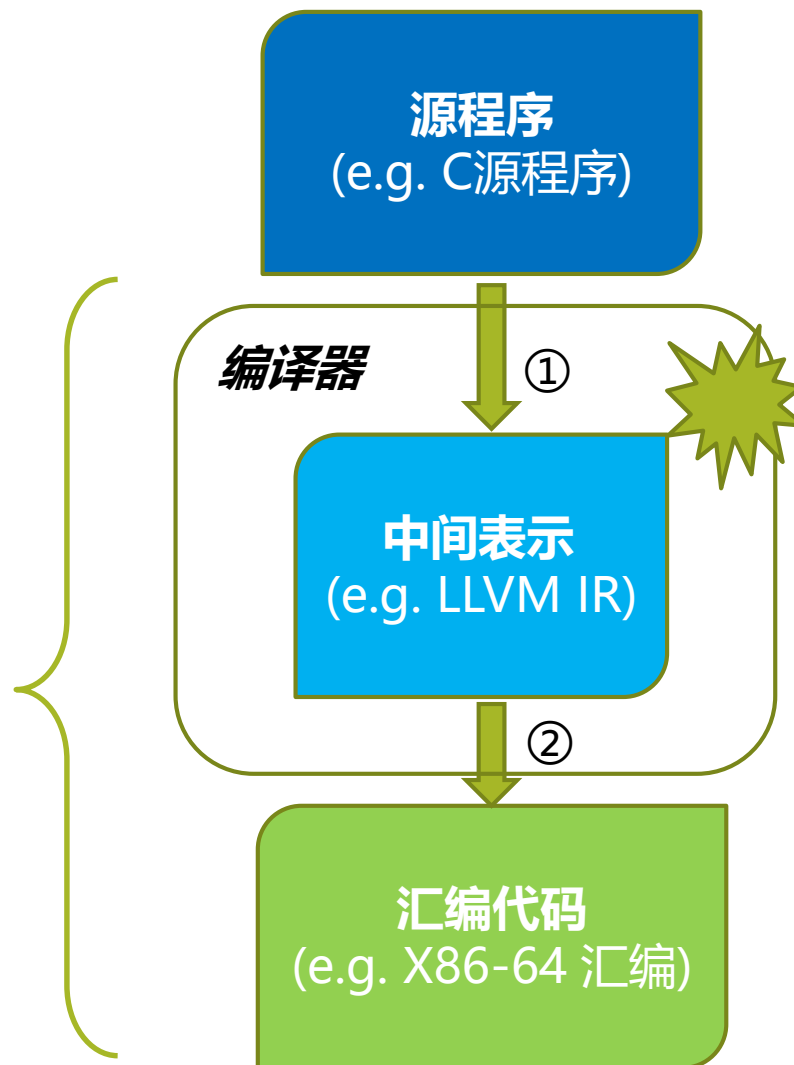 源程序
(e.g. C源程序)
编译器
①
中间表示
(e.g. LLVM IR)
②
汇编代码
(e.g. X86-64 汇编)